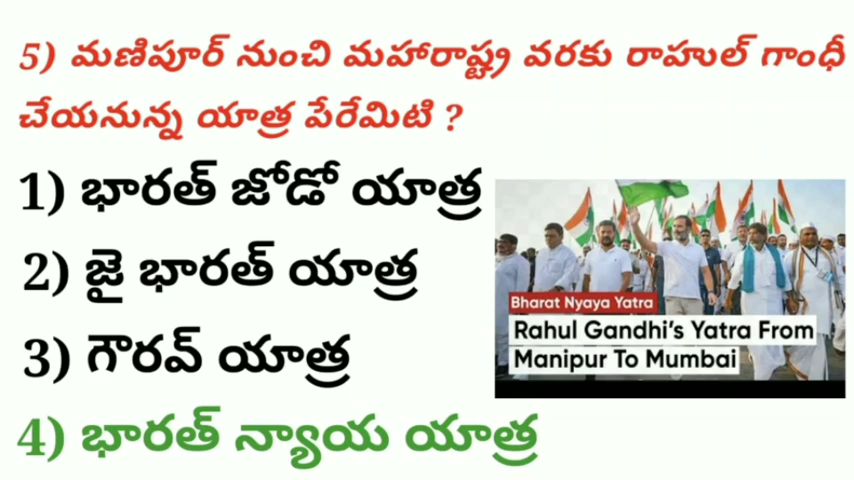 5) మణిపూర్ నుంచి మహారాష్ట్ర వరకు రాహుల్ గాంధీ
చేయనున్న యాత్ర పేరేమిటి ?
1) భారత్ జోడో యాత్ర
2) జై భారత్ యాత్ర
3) గౌరవ్ యాత్ర
4) భారత్ న్యాయ యాత్ర
Bharat Nyaya Yatra
Rahul Gandhi's Yatra From
Manipur To Mumbai